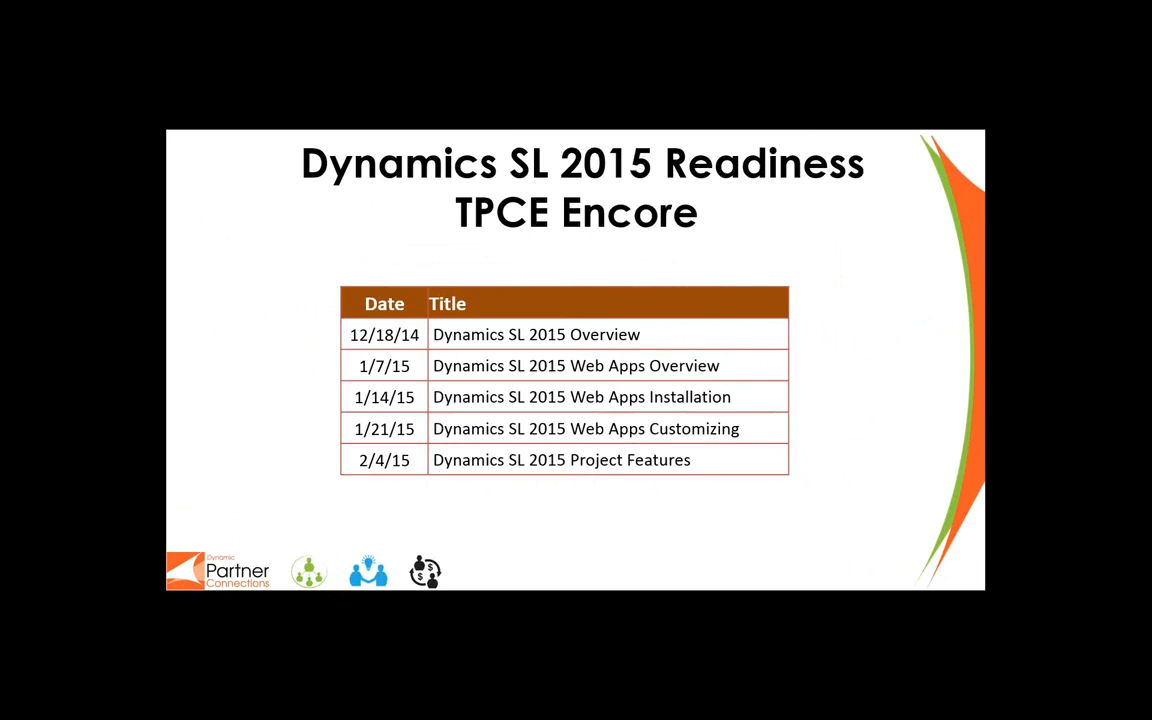 Dynamics SL 2015 Readiness
TPCE Encore
Date Title
12/18/14 Dynamics SL 2015 Overview
1/7/15 Dynamics SL 2015 Web Apps Overview
1/14/15 Dynamics SL 2015 Web Apps Installation
1/21/15 Dynamics SL 2015 Web Apps Customizing
2/4/15 Dynamics SL 2015 Project Features
Dynamic
Partner
Connections
$
$